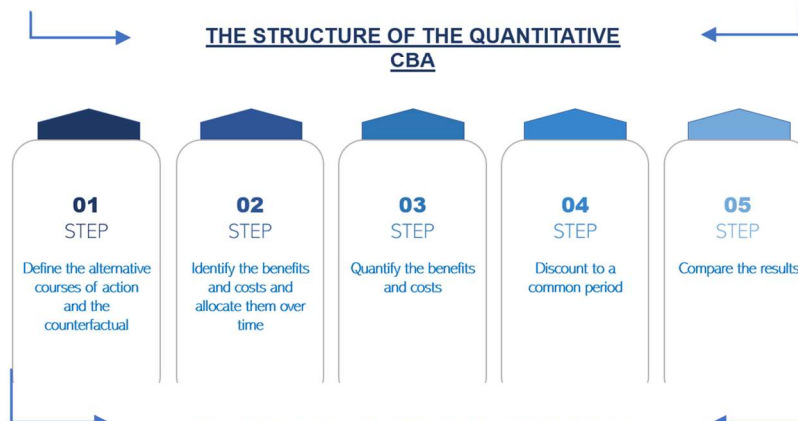 THE STRUCTURE OF THE QUANTITATIVE
CBA
01
STEP
Define the alternative
courses of action
and the
counterfactual
02
STEP
Identify the benefits
and costs and
allocate them over
time
03
STEP
Quantify the benefits
and costs
04
STEP
Discount to a
common period
05
STEP
Compare the results